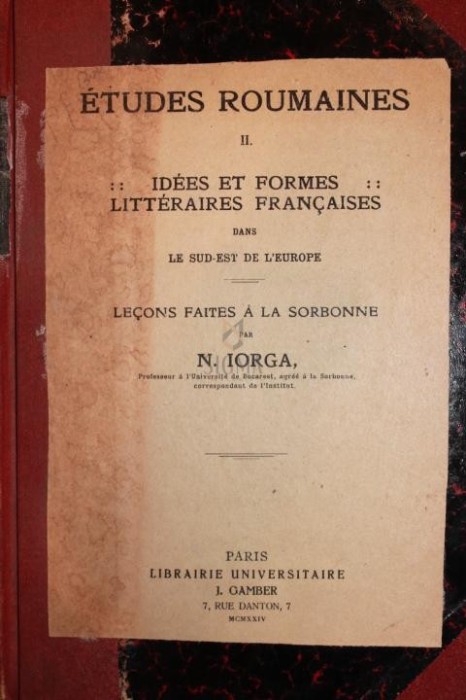 ÉTUDES ROUMAINES
II.
:: IDÉES ET FORMES ::
LITTÉRAIRES FRANÇAISES
DANS
LE SUD-EST DE L'EUROPE
LEÇONS FAITES À LA SORBONNE
PAR
N. IORGA,
Professeur à l'Université de Bucarest, agréé à la Sorbonne,
correspondant de l'Institut.
PARIS
LIBRAIRIE UNIVERSITAIRE
J. GAMBER
7, RUE DANTON, 7
MCMXXIV